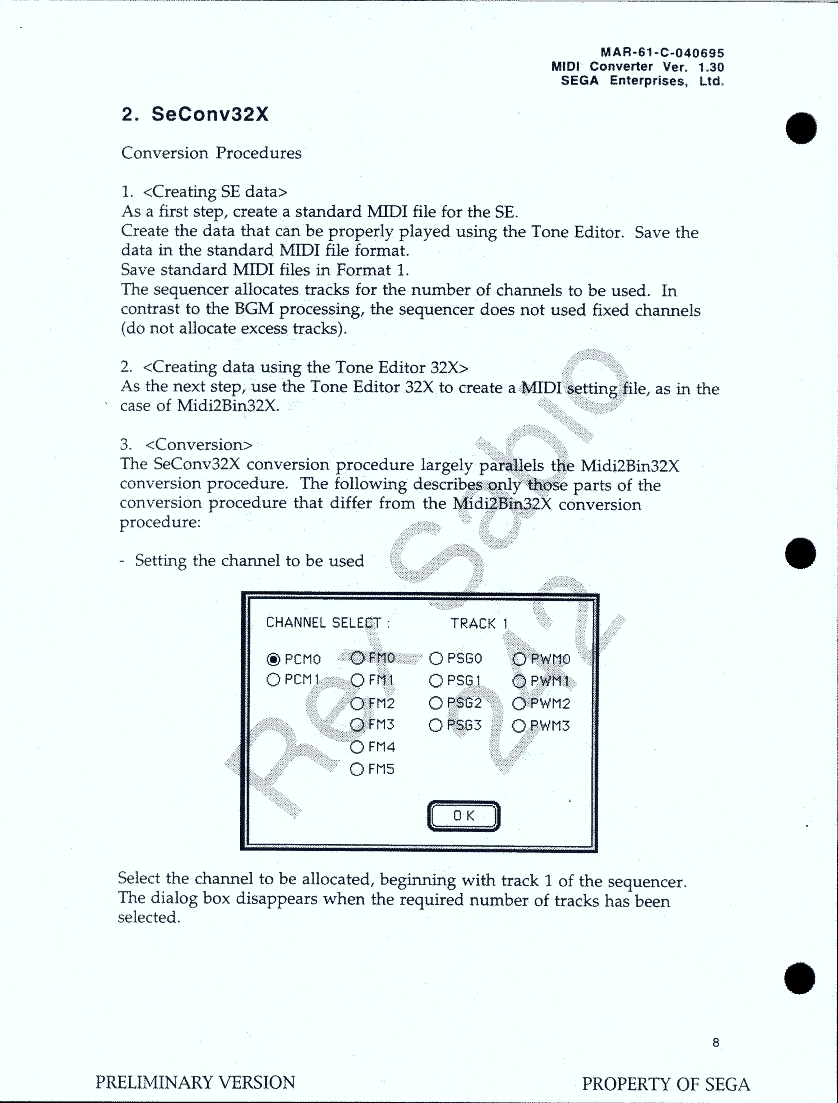 MAR-61-C-040695
MIDI Converter Ver. 1.30
SEGA Enterprises, Ltd.
2. SeConv32X
Conversion Procedures
1. <Creating SE data>
As a first step, create a standard MIDI file for the SE.
Create the data that can be properly played using the Tone Editor. Save the
data in the standard MIDI file format.
Save standard MIDI files in Format 1.
The sequencer allocates tracks for the number of channels to be used. In
contrast to the BGM processing, the sequencer does not used fixed channels
(do not allocate excess tracks).
2. <Creating data using the Tone Editor 32X>
As the next step, use the Tone Editor 32X to create a MIDI setting file, as in the
case of Midi2Bin32X.
3. <Conversion>
The SeConv32X conversion procedure largely parallels the Midi2Bin32X
conversion procedure. The following describes only those parts of the
conversion procedure that differ from the Midi2Bin32X conversion
procedure:
- Setting the channel to be used
CHANNEL SELECT : TRACK 1
PCM0 FM0 PSG0 PWM0
PCM1 FM1 PSG1 PWM1
FM2 PSG2 PWM2
FM3 PSG3 PWM3
FM4
FM5
OK
Select the channel to be allocated, beginning with track 1 of the sequencer.
The dialog box disappears when the required number of tracks has been
selected.
8
PRELIMINARY VERSION PROPERTY OF SEGA
Rex Sabio
242